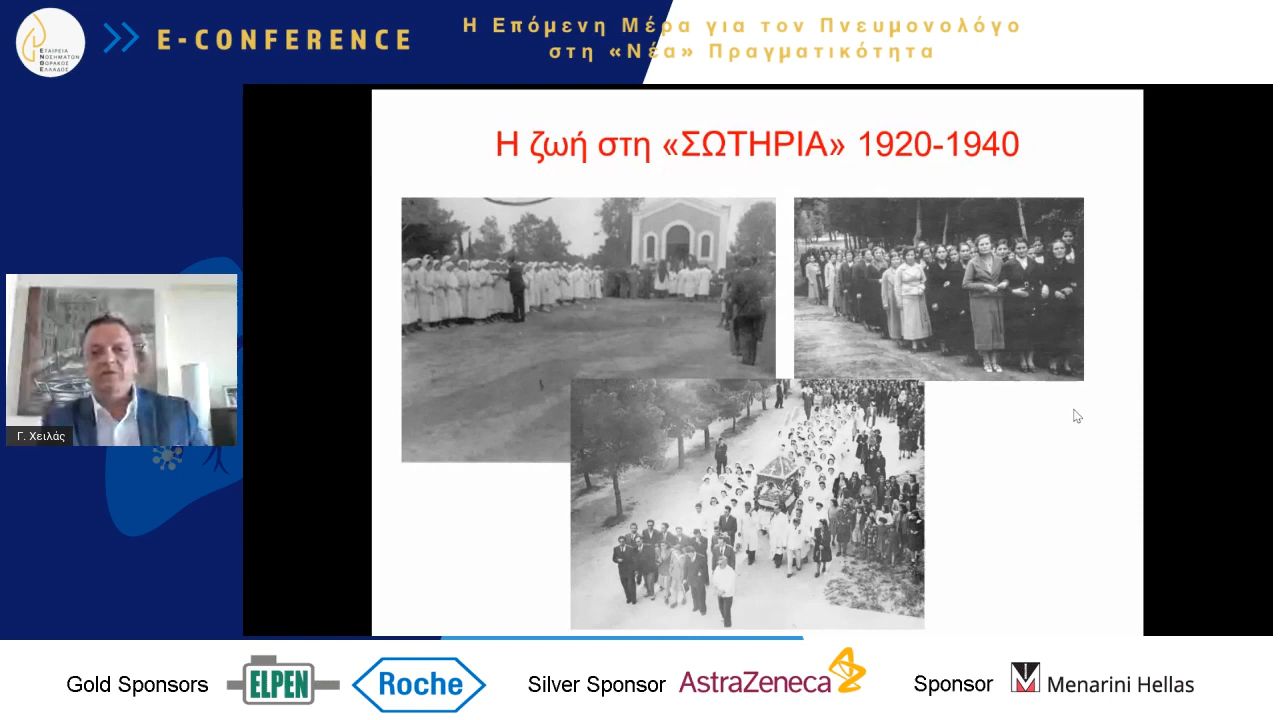 ΕΤΑΙΡΕΙΑ
ΝΟΣΗΜΑΤΩΝ
ΘΩΡΑΚΟΣ
ΕΛΛΑΔΟΣ
E-CONFERENCE
Η Επόμενη Μέρα για τον Πνευμονολόγο
στη «Νέα» Πραγματικότητα
Η ζωή στη «ΣΩΤΗΡΙΑ» 1920-1940
Γ. Χειλάς
Gold Sponsors
ELPEN
Roche
Silver Sponsor
AstraZeneca
Sponsor
Menarini Hellas